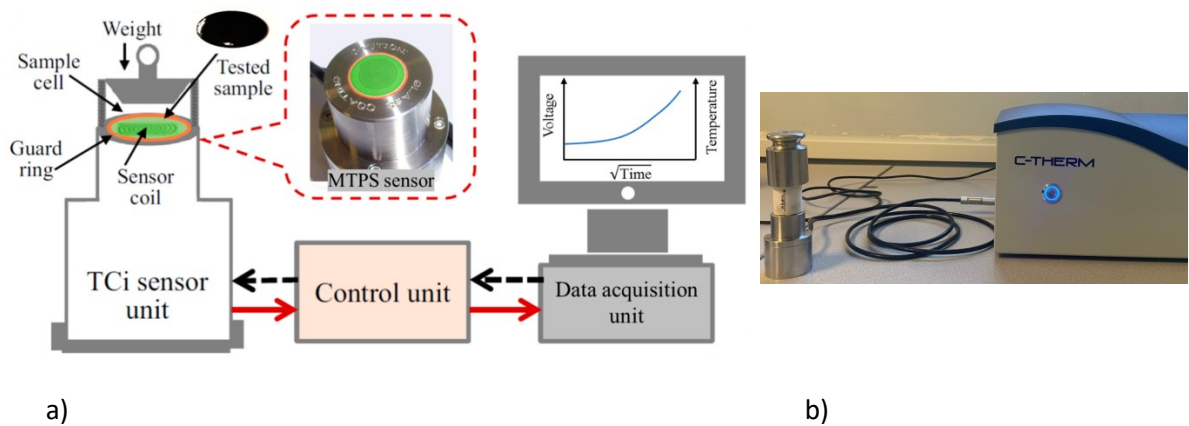 Weight
Sample
cell
Tested
sample
Guard
ring
Sensor
coil
MTPS sensor
Voltage
Temperature
√Time
TCi sensor
unit
Control unit
Data acquisition
unit
C-THERM
a)
b)